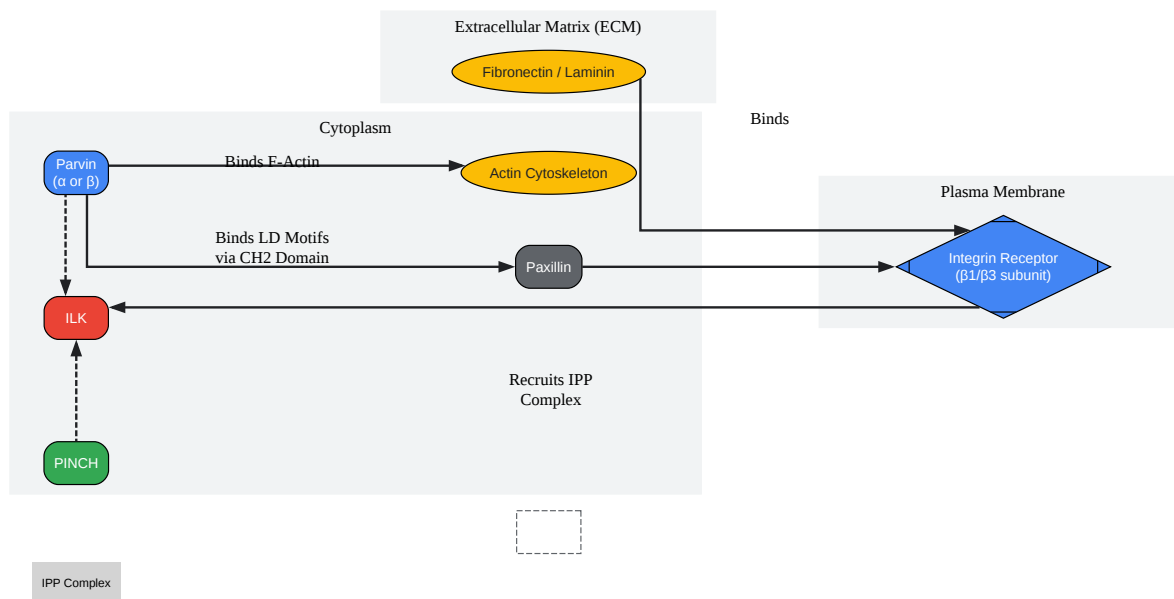 Extracellular Matrix (ECM)
Fibronectin / Laminin
Binds
Cytoplasm
Parvin
(α or β)
Binds F-Actin
Actin Cytoskeleton
Plasma Membrane
Binds LD Motifs
via CH2 Domain
Paxillin
Integrin Receptor
(β1/β3 subunit)
ILK
Recruits IPP
Complex
PINCH
IPP Complex